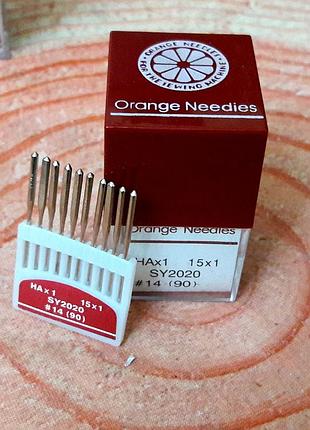 ORANGE NEEDLES
FOR THE SEWING MACHINE
Orange Needles
Orange Needles
HAx1 15x1
SY2020
#14 (90)
HAx1 15x1
SY2020
#14 (90)